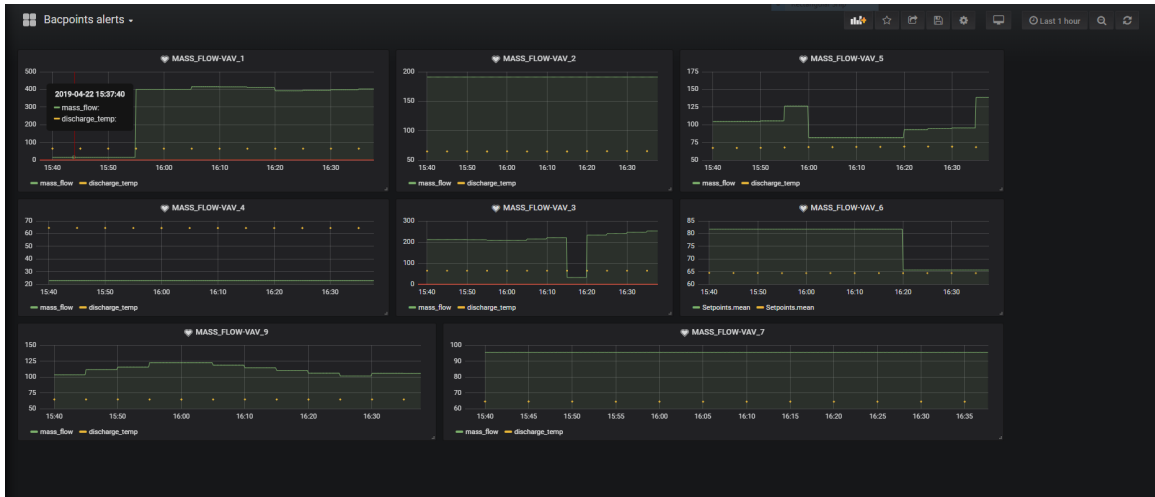 Bacpoints alerts
Last 1 hour
MASS_FLOW-VAV_1
500
400
300
200
100
0
2019-04-22 15:37:40
mass_flow:
discharge_temp:
15:40 15:50 16:00 16:10 16:20 16:30
mass_flow discharge_temp
MASS_FLOW-VAV_2
200
150
100
50
15:40 15:50 16:00 16:10 16:20 16:30
mass_flow discharge_temp
MASS_FLOW-VAV_5
175
150
125
100
75
50
15:40 15:50 16:00 16:10 16:20 16:30
mass_flow discharge_temp
MASS_FLOW-VAV_4
70
60
50
40
30
20
15:40 15:50 16:00 16:10 16:20 16:30
mass_flow discharge_temp
MASS_FLOW-VAV_3
300
200
100
0
15:40 15:50 16:00 16:10 16:20 16:30
mass_flow discharge_temp
MASS_FLOW-VAV_6
85
80
75
70
65
60
15:40 15:50 16:00 16:10 16:20 16:30
Setpoints.mean Setpoints.mean
MASS_FLOW-VAV_9
150
125
100
75
50
15:40 15:50 16:00 16:10 16:20 16:30
mass_flow discharge_temp
MASS_FLOW-VAV_7
100
90
80
70
60
15:40 15:45 15:50 15:55 16:00 16:05 16:10 16:15 16:20 16:25 16:30 16:35
mass_flow discharge_temp